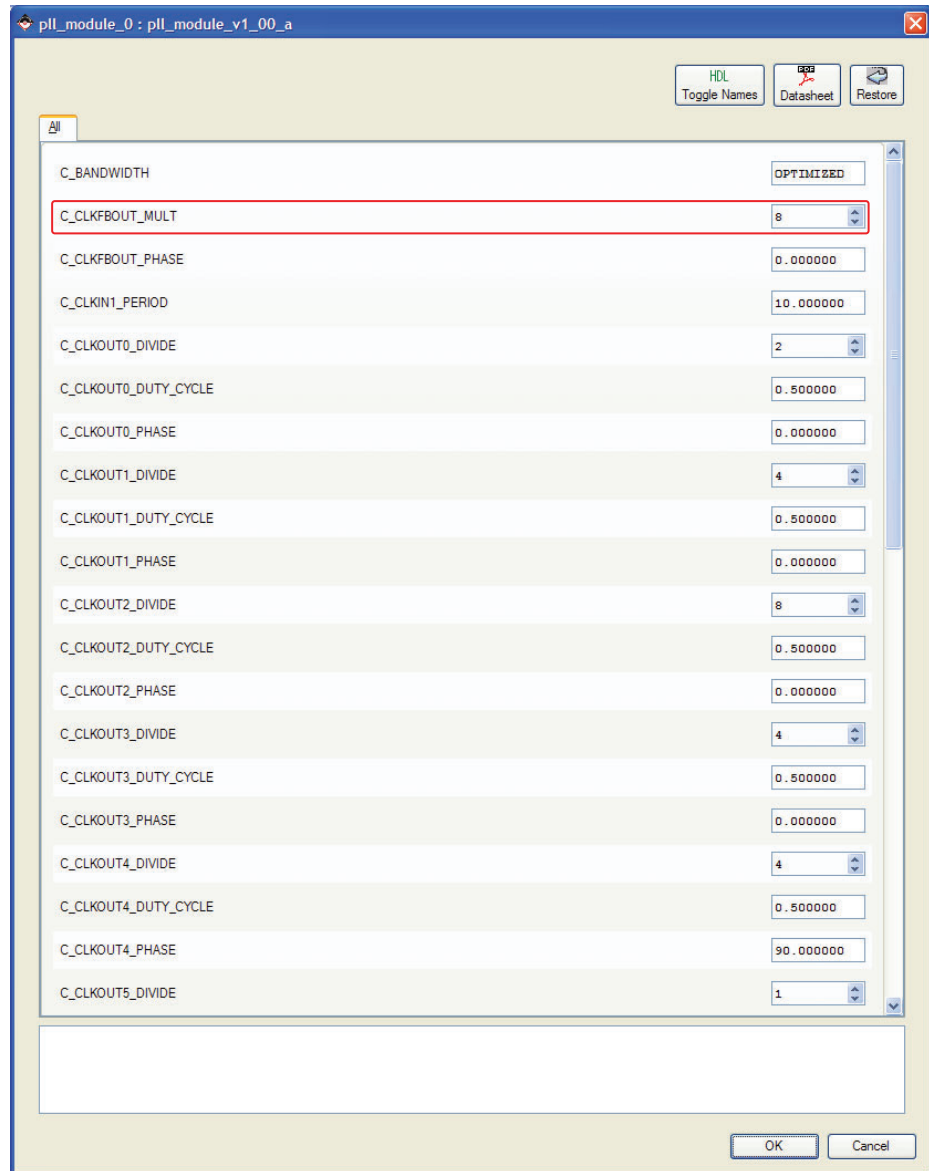 pll_module_0 : pll_module_v1_00_a
HDL
Toggle Names
PDF
Datasheet
Restore
All
C_BANDWIDTH OPTIMIZED
C_CLKFBOUT_MULT 8
C_CLKFBOUT_PHASE 0.000000
C_CLKIN1_PERIOD 10.000000
C_CLKOUT0_DIVIDE 2
C_CLKOUT0_DUTY_CYCLE 0.500000
C_CLKOUT0_PHASE 0.000000
C_CLKOUT1_DIVIDE 4
C_CLKOUT1_DUTY_CYCLE 0.500000
C_CLKOUT1_PHASE 0.000000
C_CLKOUT2_DIVIDE 8
C_CLKOUT2_DUTY_CYCLE 0.500000
C_CLKOUT2_PHASE 0.000000
C_CLKOUT3_DIVIDE 4
C_CLKOUT3_DUTY_CYCLE 0.500000
C_CLKOUT3_PHASE 0.000000
C_CLKOUT4_DIVIDE 4
C_CLKOUT4_DUTY_CYCLE 0.500000
C_CLKOUT4_PHASE 90.000000
C_CLKOUT5_DIVIDE 1
OK Cancel